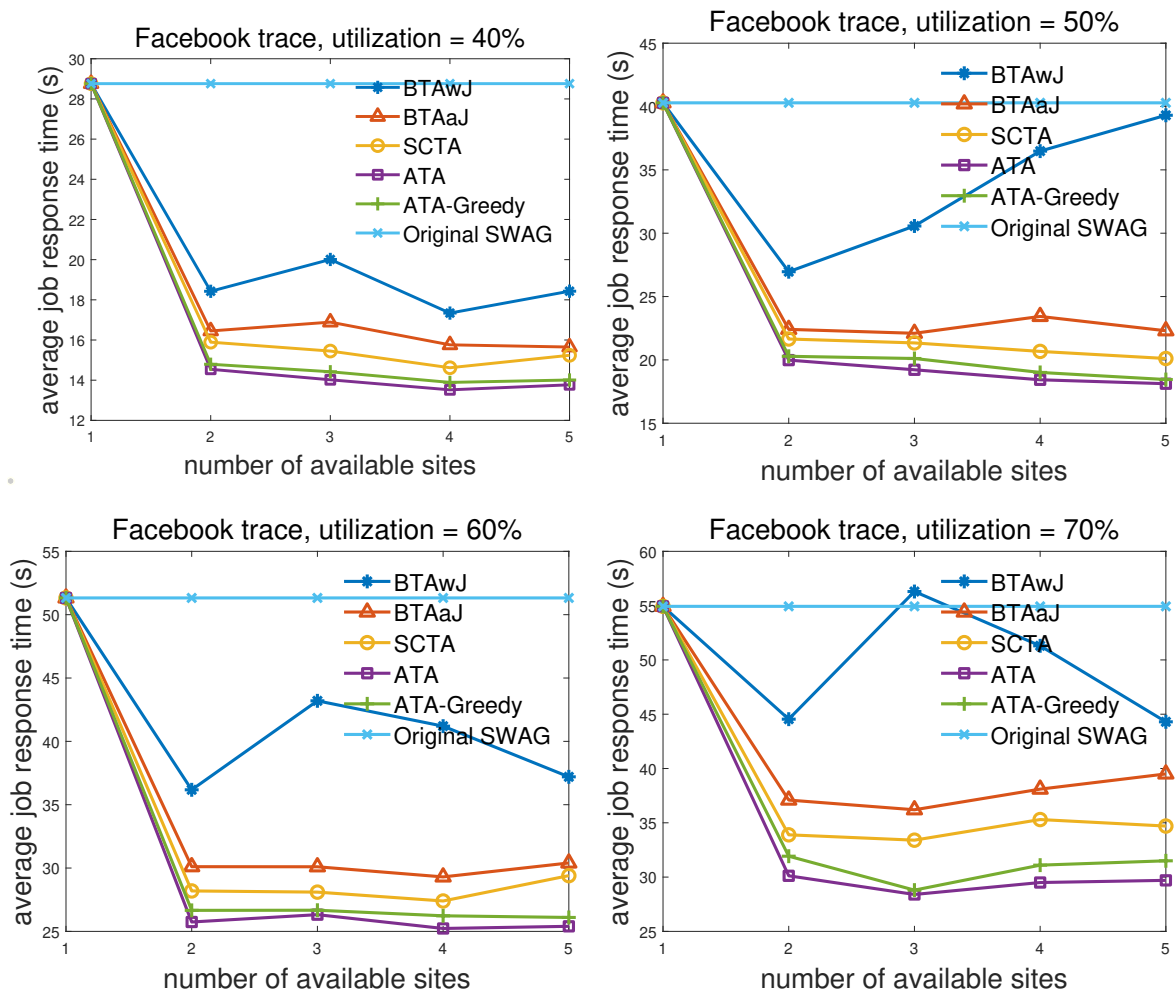 Facebook trace, utilization = 40%
average job response time (s)
30
28
26
24
22
20
18
16
14
12
1
2
3
4
5
number of available sites
BTAwJ
BTAaJ
SCTA
ATA
ATA-Greedy
Original SWAG
Facebook trace, utilization = 50%
average job response time (s)
45
40
35
30
25
20
15
1
2
3
4
5
number of available sites
BTAwJ
BTAaJ
SCTA
ATA
ATA-Greedy
Original SWAG
Facebook trace, utilization = 60%
average job response time (s)
55
50
45
40
35
30
25
1
2
3
4
5
number of available sites
BTAwJ
BTAaJ
SCTA
ATA
ATA-Greedy
Original SWAG
Facebook trace, utilization = 70%
average job response time (s)
60
55
50
45
40
35
30
25
1
2
3
4
5
number of available sites
BTAwJ
BTAaJ
SCTA
ATA
ATA-Greedy
Original SWAG